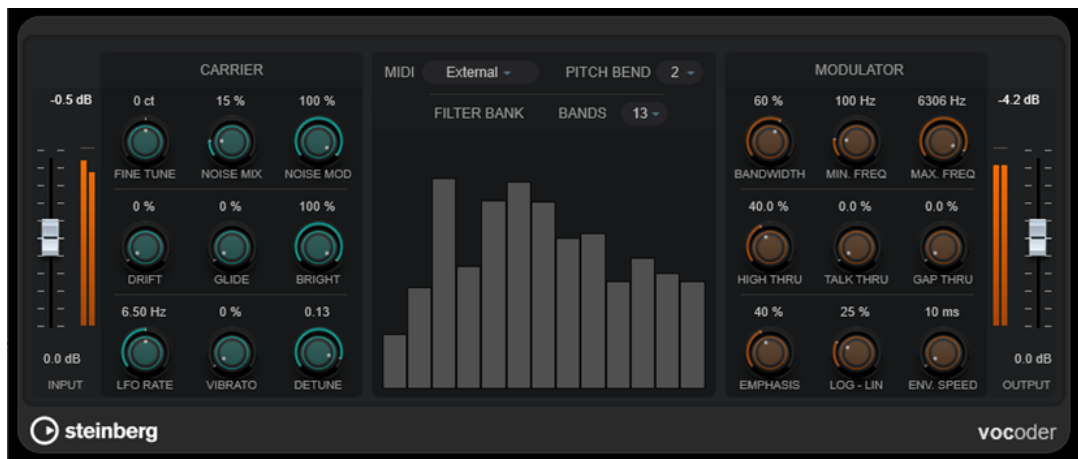 CARRIER
MIDI External PITCH BEND 2
MODULATOR
-0.5 dB
0 ct 15 % 100 %
FINE TUNE NOISE MIX NOISE MOD
0 % 0 % 100 %
DRIFT GLIDE BRIGHT
6.50 Hz 0 % 0.13
LFO RATE VIBRATO DETUNE
0.0 dB
INPUT
FILTER BANK BANDS 13
60 % 100 Hz 6306 Hz
BANDWIDTH MIN. FREQ MAX. FREQ
40.0 % 0.0 % 0.0 %
HIGH THRU TALK THRU GAP THRU
40 % 25 % 10 ms
EMPHASIS LOG - LIN ENV. SPEED
-4.2 dB
0.0 dB
OUTPUT
steinberg
vocoder